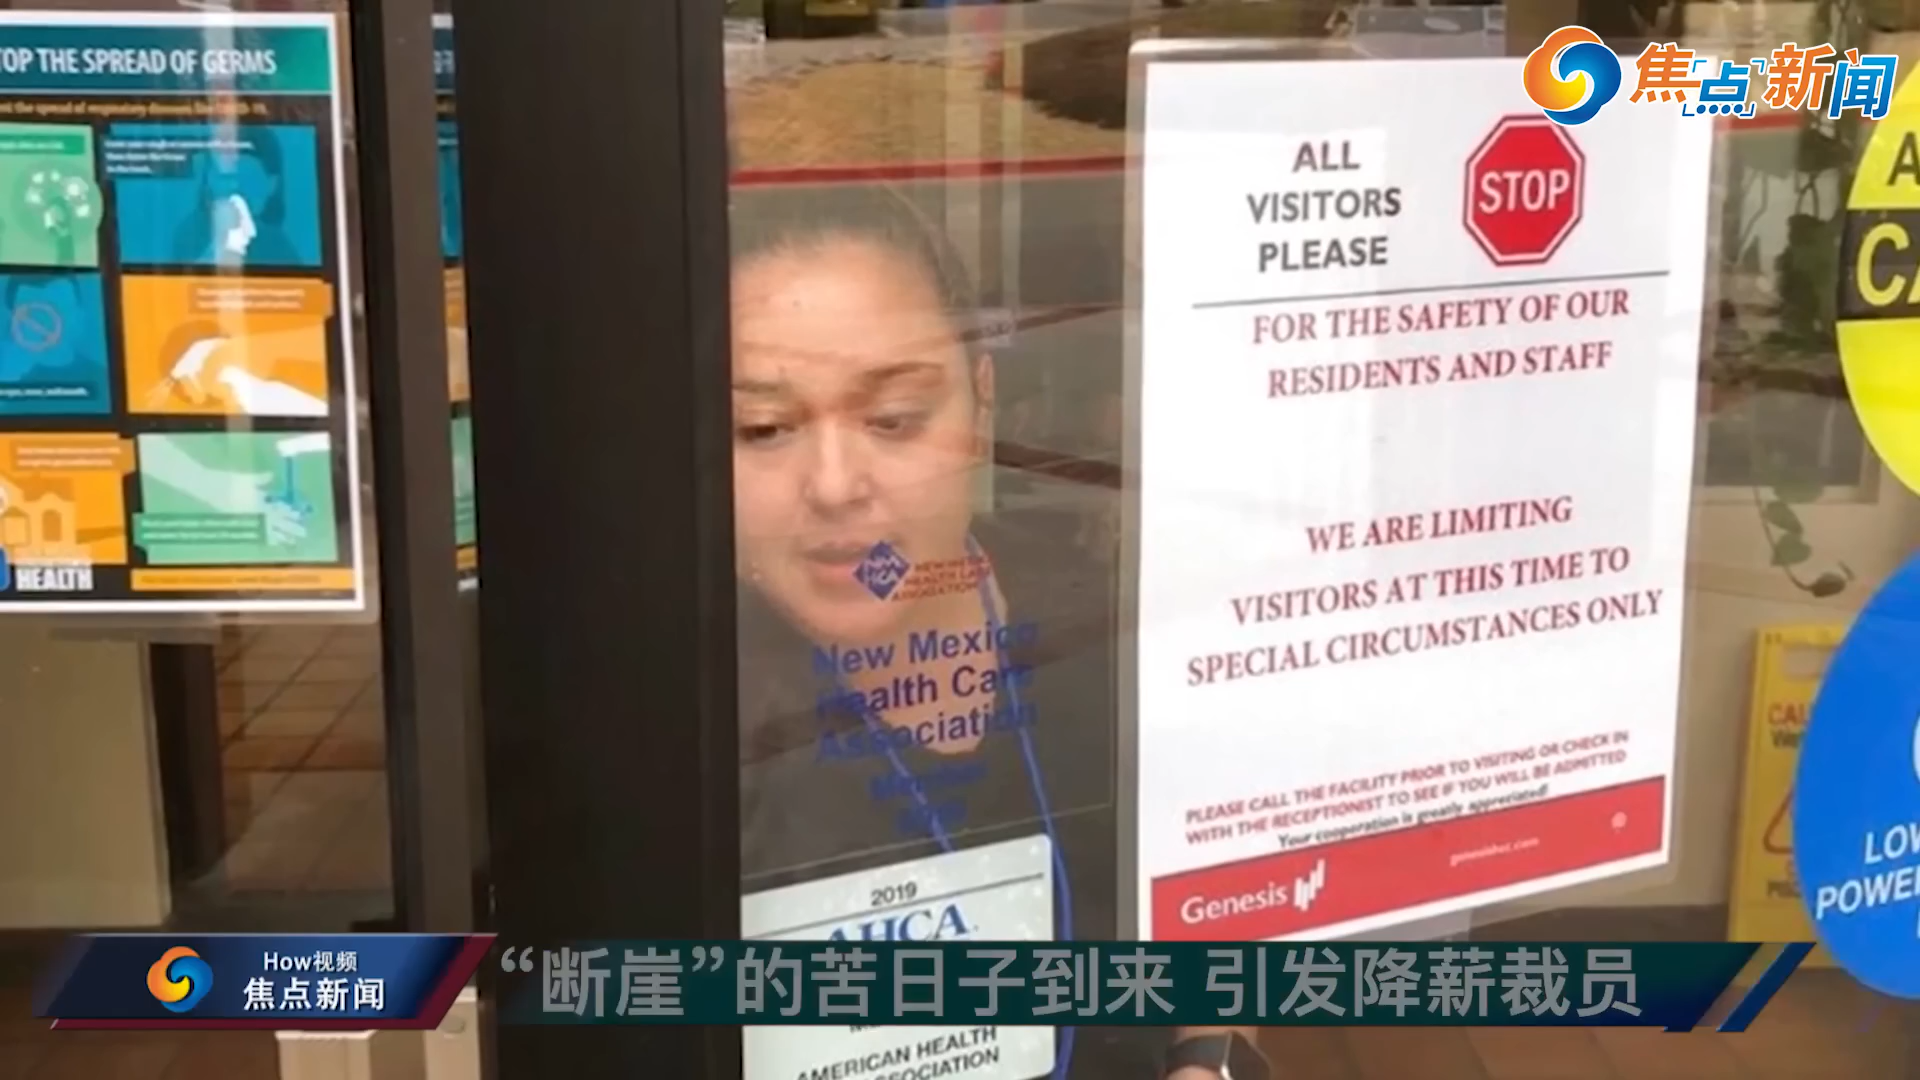 TOP THE SPREAD OF GERMS
HEALTH
焦点新闻
ALL
VISITORS
PLEASE
STOP
FOR THE SAFETY OF OUR
RESIDENTS AND STAFF
WE ARE LIMITING
VISITORS AT THIS TIME TO
SPECIAL CIRCUMSTANCES ONLY
PLEASE CALL THE FACILITY PRIOR TO VISITING OR CHECK IN
WITH THE RECEPTIONIST TO SEE IF YOU WILL BE ADMITTED
Your cooperation is greatly appreciated!
Genesis
New Mexico
Health Care
Association
Member
2019
AHCA
AMERICAN HEALTH
CA
LOW
POWE
How视频
焦点新闻
“断崖”的苦日子到来 引发降薪裁员